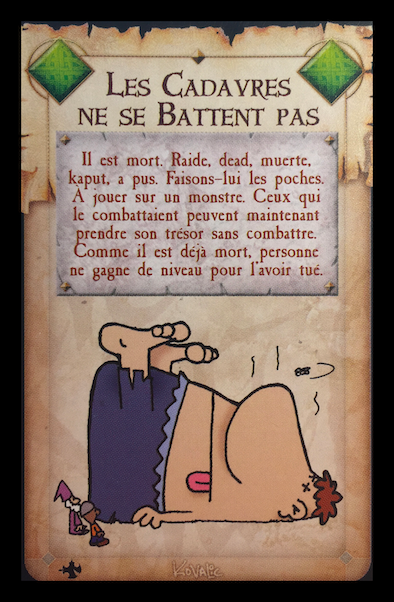 Les Cadavres
ne se Battent pas
Il est mort. Raide, dead, muerte,
kaput, a pus. Faisons-lui les poches.
À jouer sur un monstre. Ceux qui
le combattaient peuvent maintenant
prendre son trésor sans combattre.
Comme il est déjà mort, personne
ne gagne de niveau pour l'avoir tué.
Kovalic